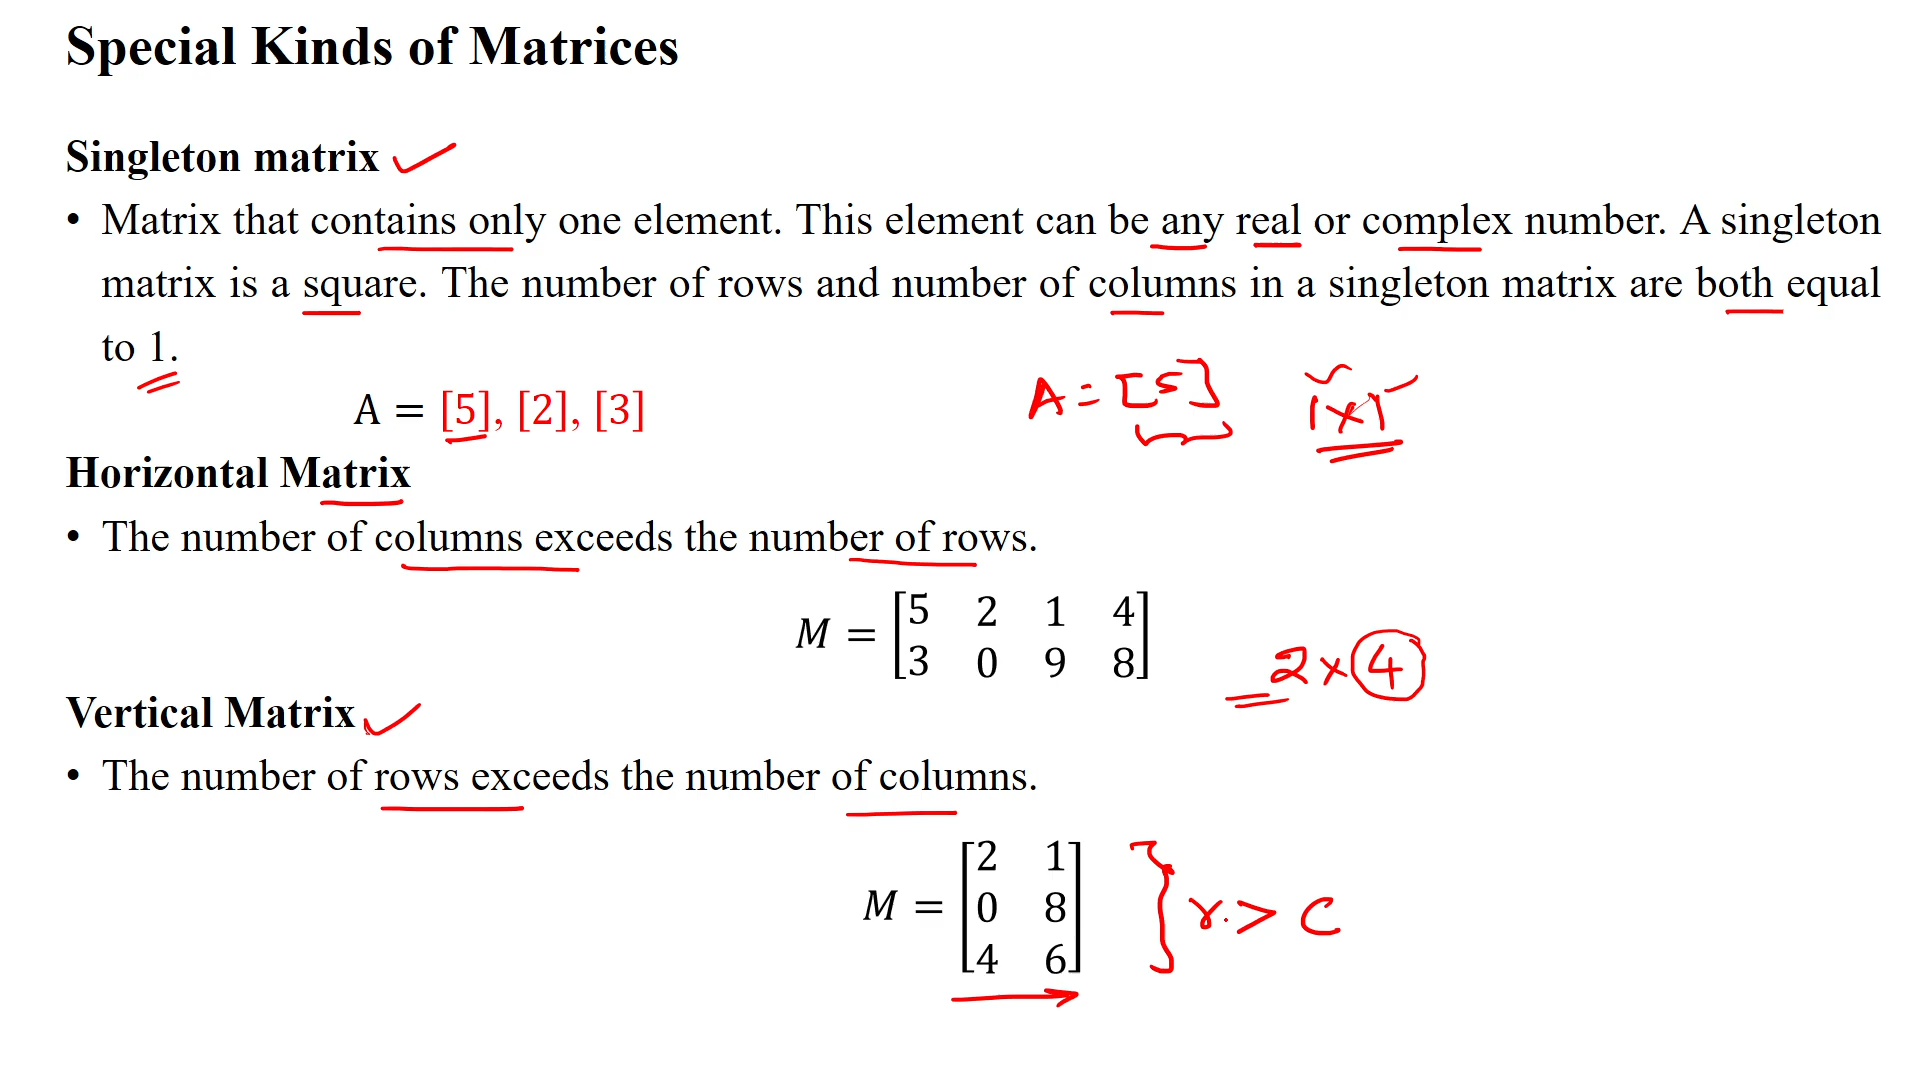 Special Kinds of Matrices
Singleton matrix
• Matrix that contains only one element. This element can be any real or complex number. A singleton
matrix is a square. The number of rows and number of columns in a singleton matrix are both equal
to 1.
A = [5], [2], [3]
A = [5] 1×1
Horizontal Matrix
• The number of columns exceeds the number of rows.
M = [5 2 1 4
3 0 9 8]
2 × 4
Vertical Matrix
• The number of rows exceeds the number of columns.
M = [2 1
0 8
4 6]
r > c